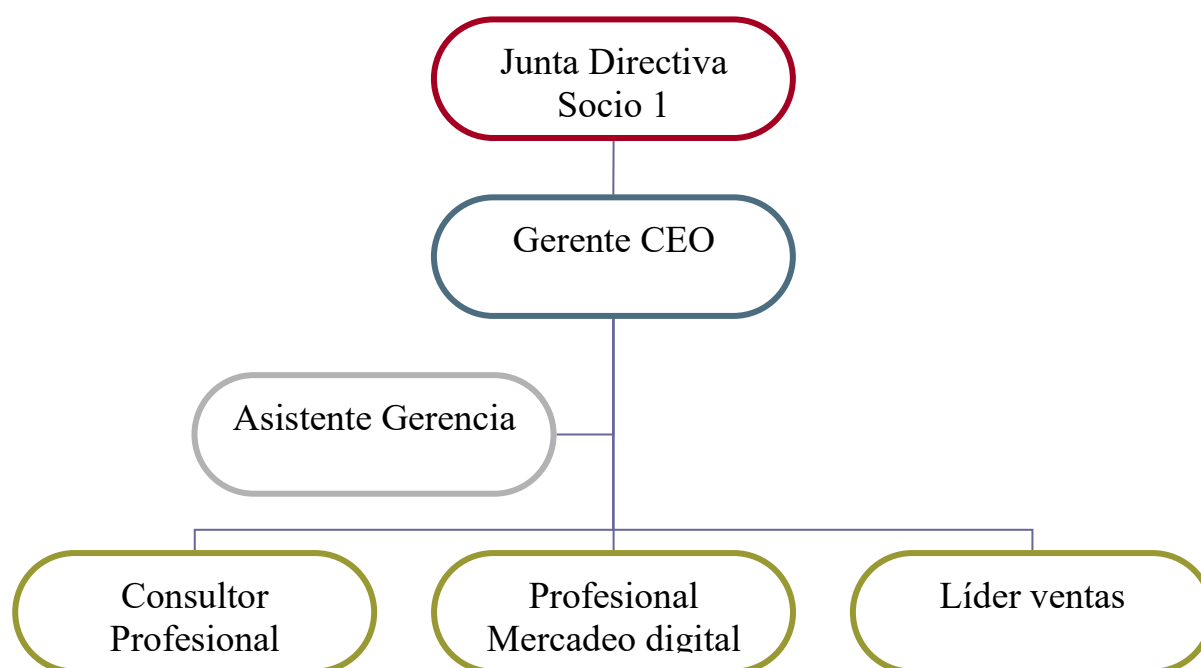 Junta Directiva
Socio 1
Gerente CEO
Asistente Gerencia
Consultor
Profesional
Profesional
Mercadeo digital
Líder ventas